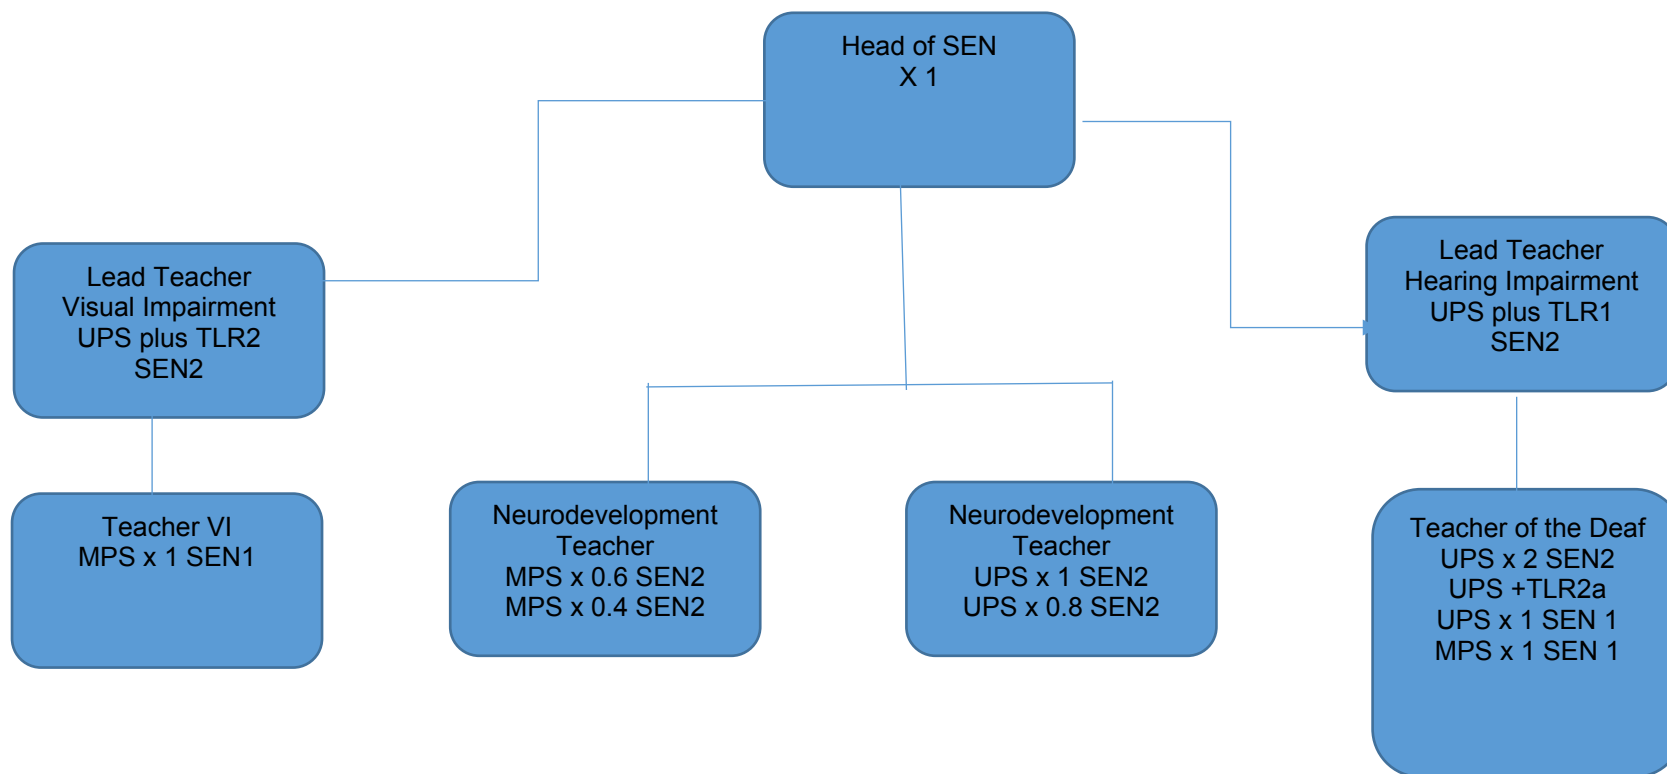 Head of SEN
X 1
Lead Teacher
Visual Impairment
UPS plus TLR2
SEN2
Lead Teacher
Hearing Impairment
UPS plus TLR1
SEN2
Teacher VI
MPS x 1 SEN1
Neurodevelopment
Teacher
MPS x 0.6 SEN2
MPS x 0.4 SEN2
Neurodevelopment
Teacher
UPS x 1 SEN2
UPS x 0.8 SEN2
Teacher of the Deaf
UPS x 2 SEN2
UPS +TLR2a
UPS x 1 SEN 1
MPS x 1 SEN 1